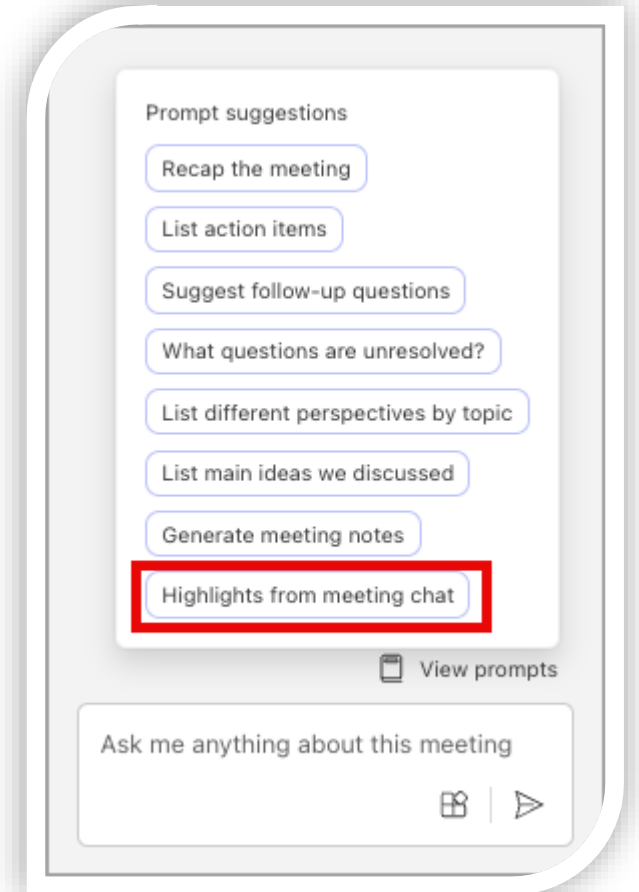 Prompt suggestions
Recap the meeting
List action items
Suggest follow-up questions
What questions are unresolved?
List different perspectives by topic
List main ideas we discussed
Generate meeting notes
Highlights from meeting chat
View prompts
Ask me anything about this meeting